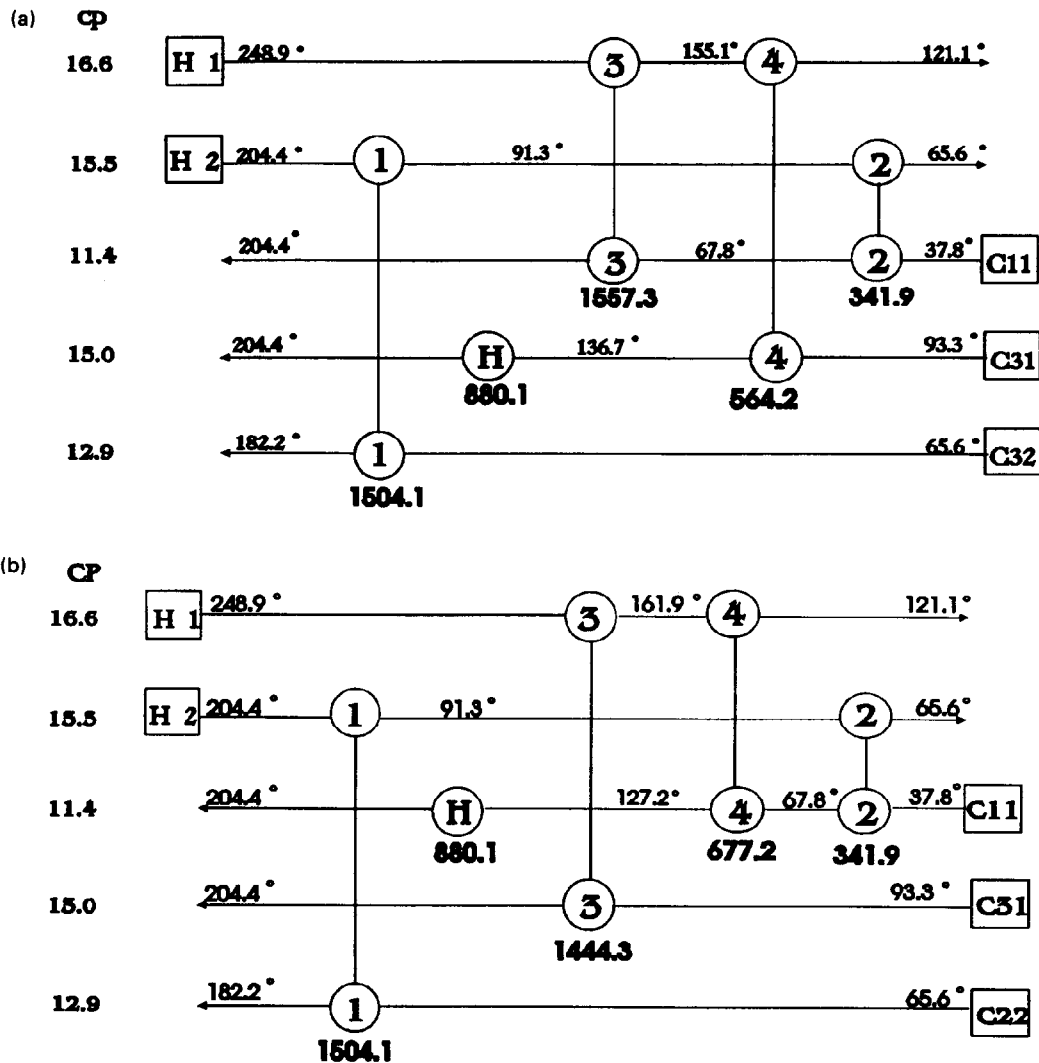 (a) CP
16.6 H 1 248.9° 3 155.1° 4 121.1°
15.5 H 2 204.4° 1 91.3° 2 65.6°
11.4 204.4° 3 67.8° 2 37.8° C11
1557.3 341.9
15.0 204.4° H 136.7° 4 93.3° C31
880.1 564.2
12.9 182.2° 1 65.6° C32
1504.1
(b) CP
16.6 H 1 248.9° 3 161.9° 4 121.1°
15.5 H 2 204.4° 1 91.3° 2 65.6°
11.4 204.4° H 127.2° 4 67.8° 2 37.8° C11
880.1 677.2 341.9
15.0 204.4° 3 93.3° C31
1444.3
12.9 182.2° 1 65.6° C22
1504.1